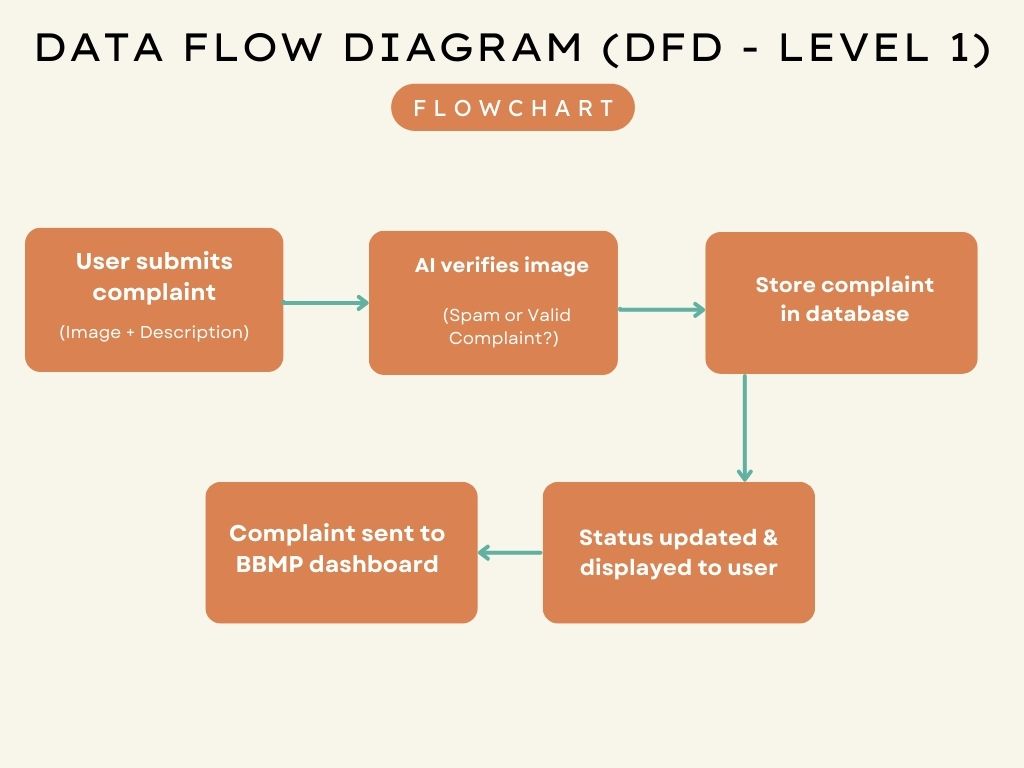 DATA FLOW DIAGRAM (DFD - LEVEL 1)
FLOWCHART
User submits
complaint
(Image + Description)
AI verifies image
(Spam or Valid
Complaint?)
Store complaint
in database
Complaint sent to
BBMP dashboard
Status updated &
displayed to user